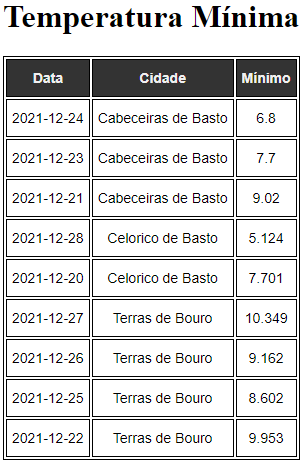 Temperatura Mínima
Data Cidade Mínimo
2021-12-24 Cabeceiras de Basto 6.8
2021-12-23 Cabeceiras de Basto 7.7
2021-12-21 Cabeceiras de Basto 9.02
2021-12-28 Celorico de Basto 5.124
2021-12-20 Celorico de Basto 7.701
2021-12-27 Terras de Bouro 10.349
2021-12-26 Terras de Bouro 9.162
2021-12-25 Terras de Bouro 8.602
2021-12-22 Terras de Bouro 9.953